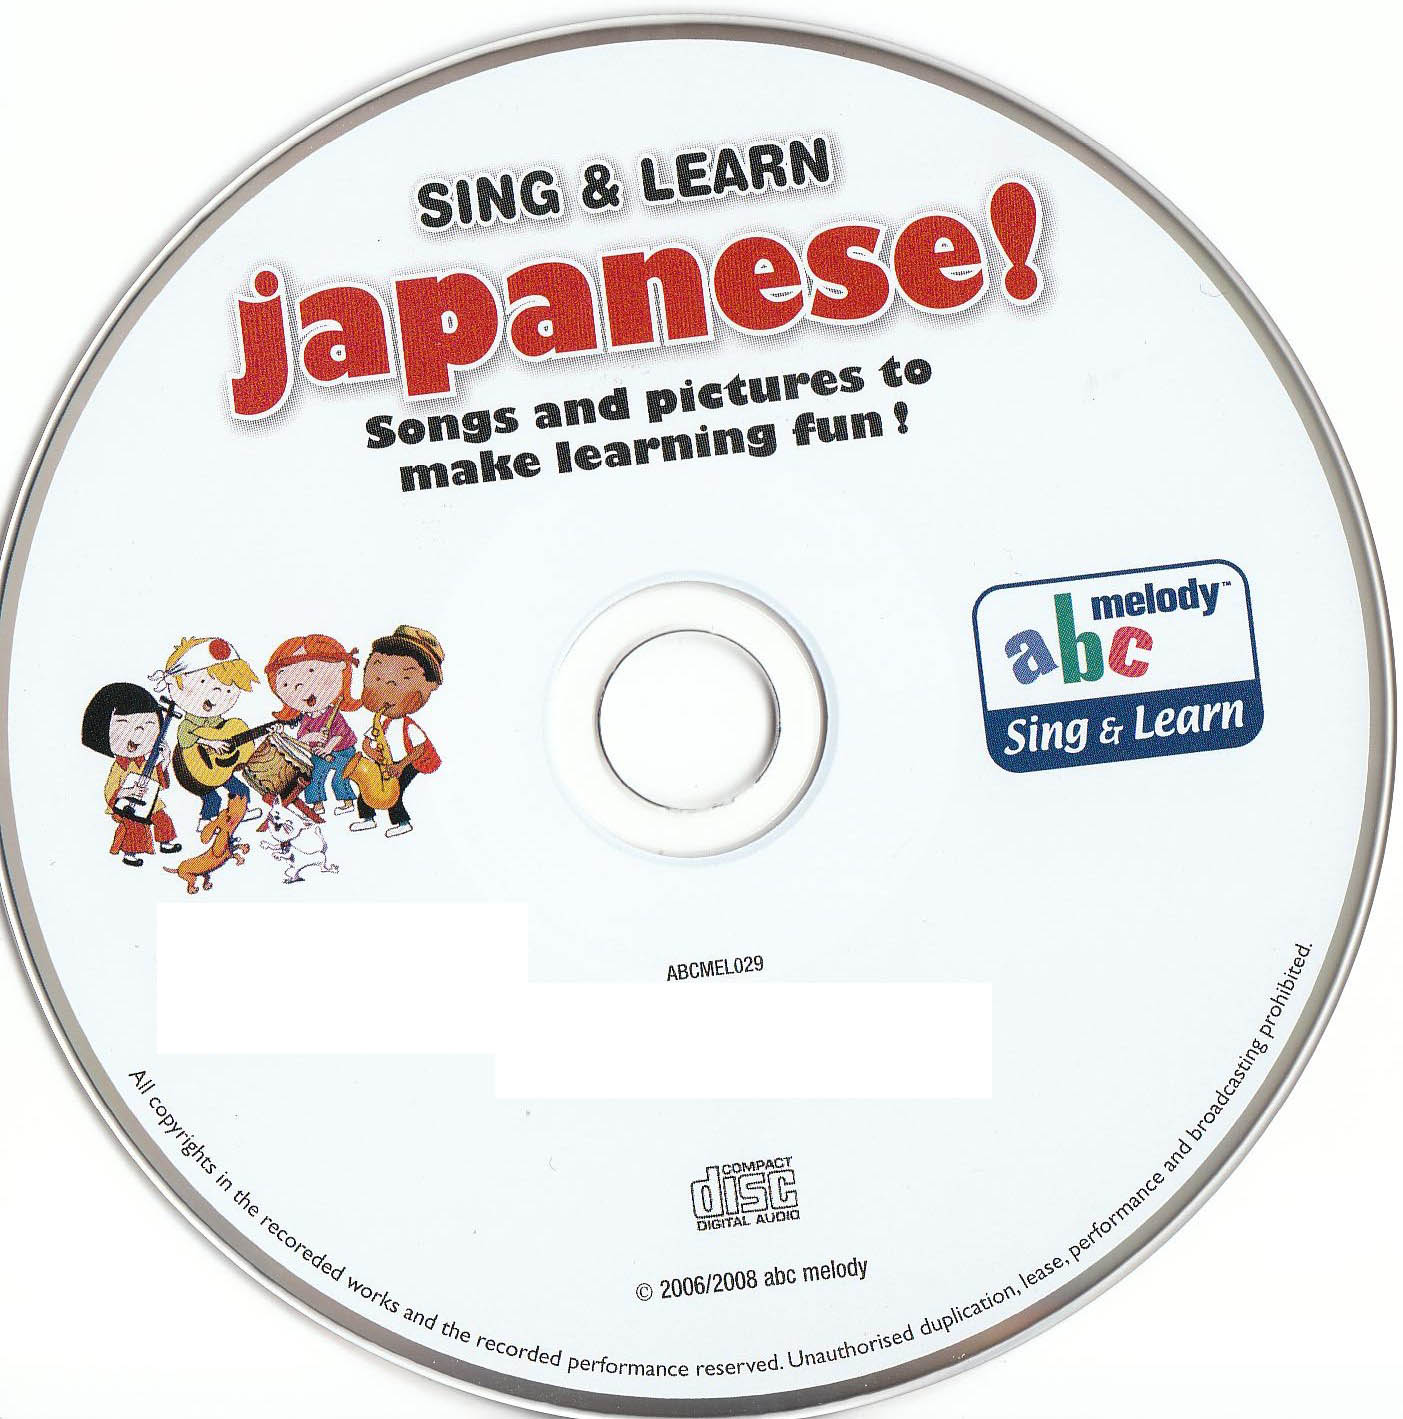 SING & LEARN
japanese!
Songs and pictures to
make learning fun!
melody™
abc
Sing & Learn
ABCMEL029
COMPACT
disc
DIGITAL AUDIO
© 2006/2008 abc melody
All copyrights in the recoreded works and the recorded performance reserved. Unauthorised duplication, lease, performance and broadcasting prohibited.